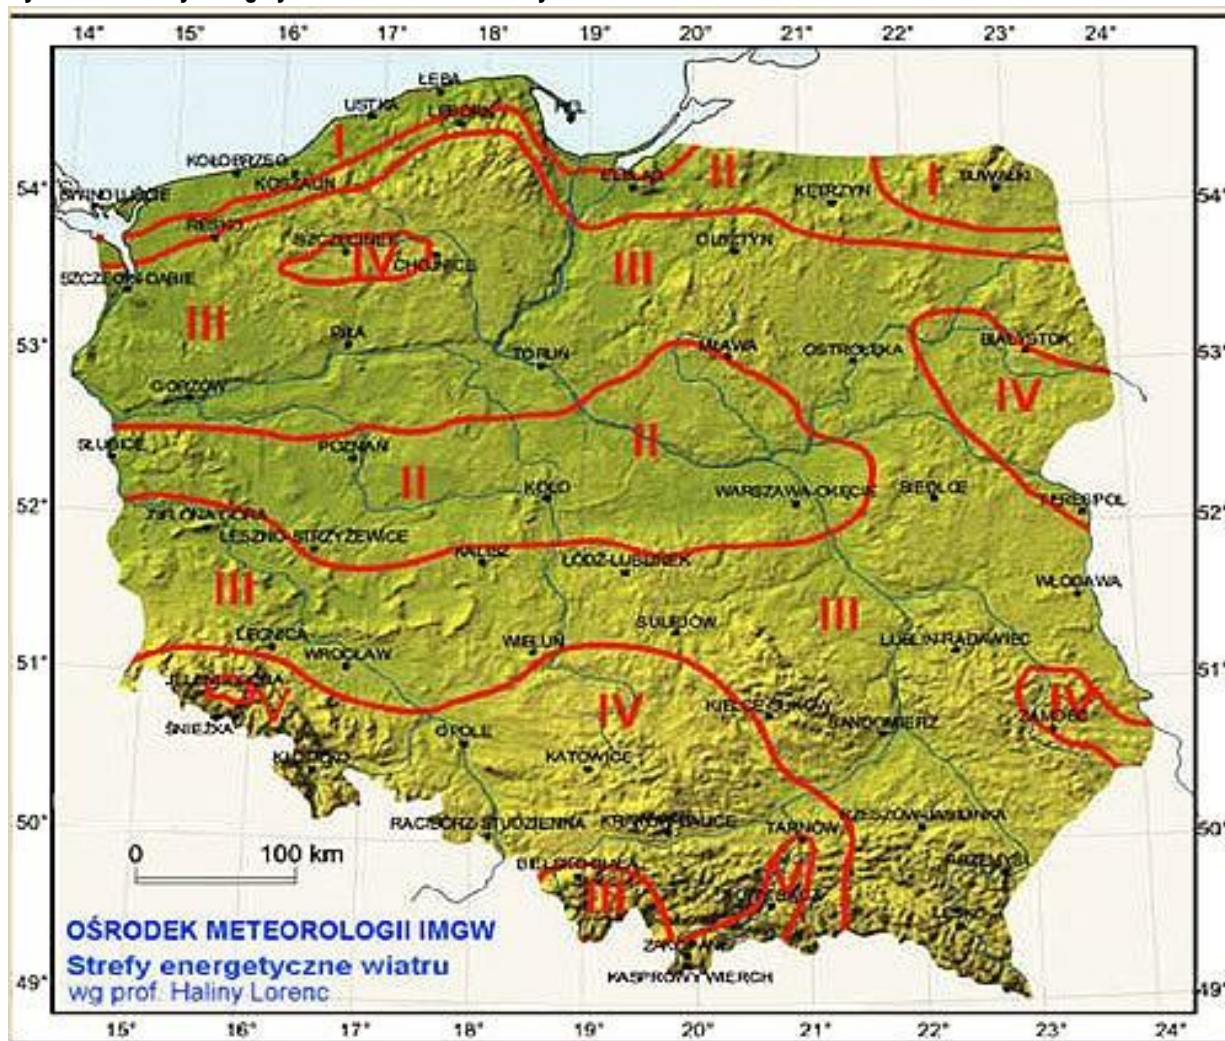 14° 15° 16° 17° 18° 19° 20° 21° 22° 23° 24°
ŁEBA
USTKA
LĘBORK
HEL
I
KOŁOBRZEG
KOSZALIN
ELBLĄG
II
KĘTRZYN
I
SUWAŁKI
54°
54°
RESKO
SZCZECINEK
IV
CHOJNICE
OLSZTYN
III
SZCZECIN-DĄBIE
III
PIŁA
53°
53°
TORUŃ
MŁAWA
OSTROŁĘKA
BIAŁYSTOK
GORZÓW
IV
SŁUBICE
POZNAŃ
II
II
KOŁO
WARSZAWA-OKĘCIE
SIEDLCE
TERESPOL
52°
52°
ZIELONA GÓRA
LESZNO-STRZYŻEWICE
KALISZ
ŁÓDŹ-LUBLINEK
WŁODAWA
III
III
SULEJÓW
LEGNICA
WIELUŃ
LUBLIN-RADAWIEC
WROCŁAW
51°
51°
JELENIA GÓRA
V
IV
IV
KIELCE-SUKÓW
SANDOMIERZ
ZAMOŚĆ
ŚNIEŻKA
OPOLE
KŁODZKO
KATOWICE
RACIBÓRZ-STUDZIENNA
TARNÓW
RZESZÓW-JASIONKA
50°
50°
0 100 km
BIELSKO-BIAŁA
PRZEMYŚL
III
V
LESKO
OŚRODEK METEOROLOGII IMGW
Strefy energetyczne wiatru
wg prof. Haliny Lorenc
ZAKOPANE
KASPROWY WIERCH
49°
49°
15° 16° 17° 18° 19° 20° 21° 22° 23° 24°